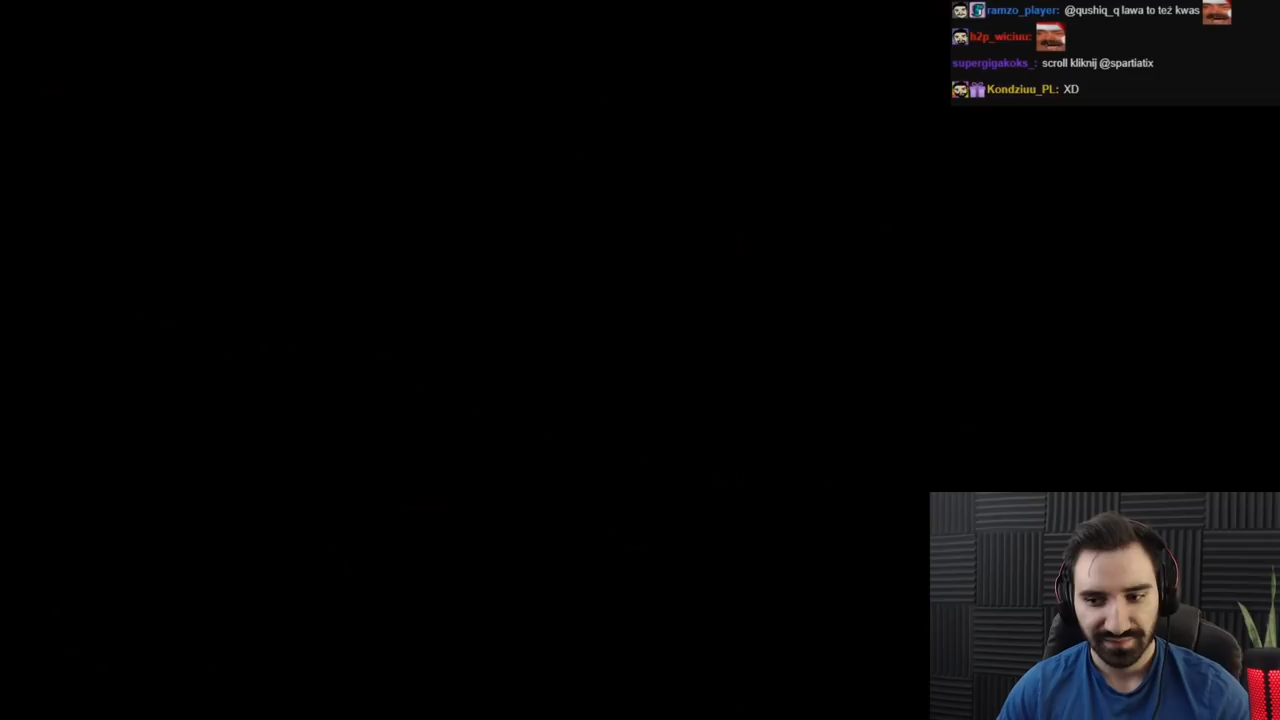 ramzo_player: @qushiq_q lawa to też kwas
h2p_wiciuu:
supergigakoks_: scroll kliknij @spartiatix
Kondziuu_PL: XD